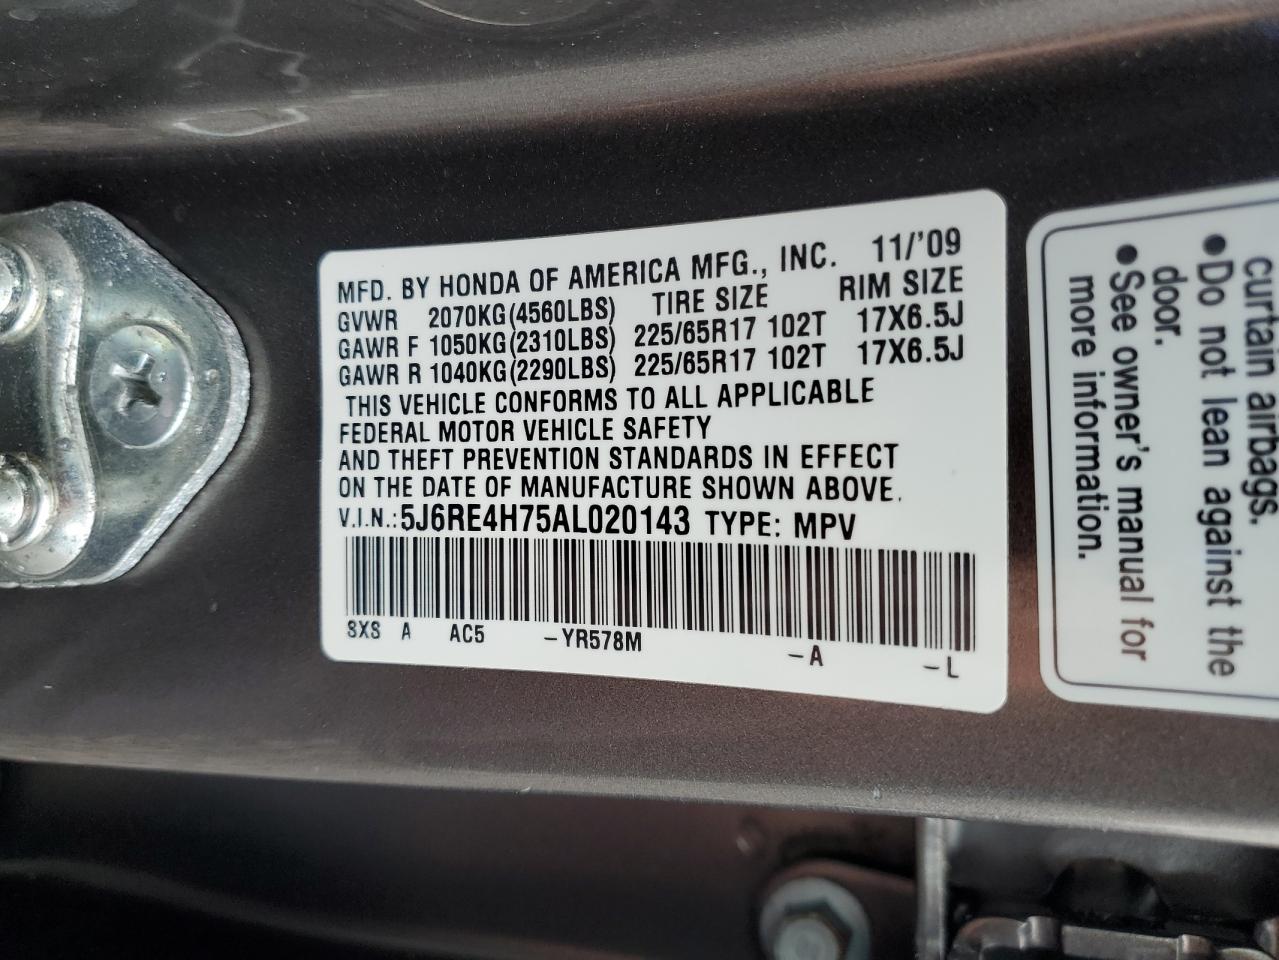 MFD. BY HONDA OF AMERICA MFG., INC. 11/'09
GVWR 2070KG(4560LBS) TIRE SIZE RIM SIZE
GAWR F 1050KG(2310LBS) 225/65R17 102T 17X6.5J
GAWR R 1040KG(2290LBS) 225/65R17 102T 17X6.5J
THIS VEHICLE CONFORMS TO ALL APPLICABLE
FEDERAL MOTOR VEHICLE SAFETY
AND THEFT PREVENTION STANDARDS IN EFFECT
ON THE DATE OF MANUFACTURE SHOWN ABOVE.
V.I.N.:5J6RE4H75AL020143 TYPE: MPV
SXS A AC5 -YR578M -A -L
curtain airbags.
●Do not lean against the
door.
●See owner's manual for
more information.